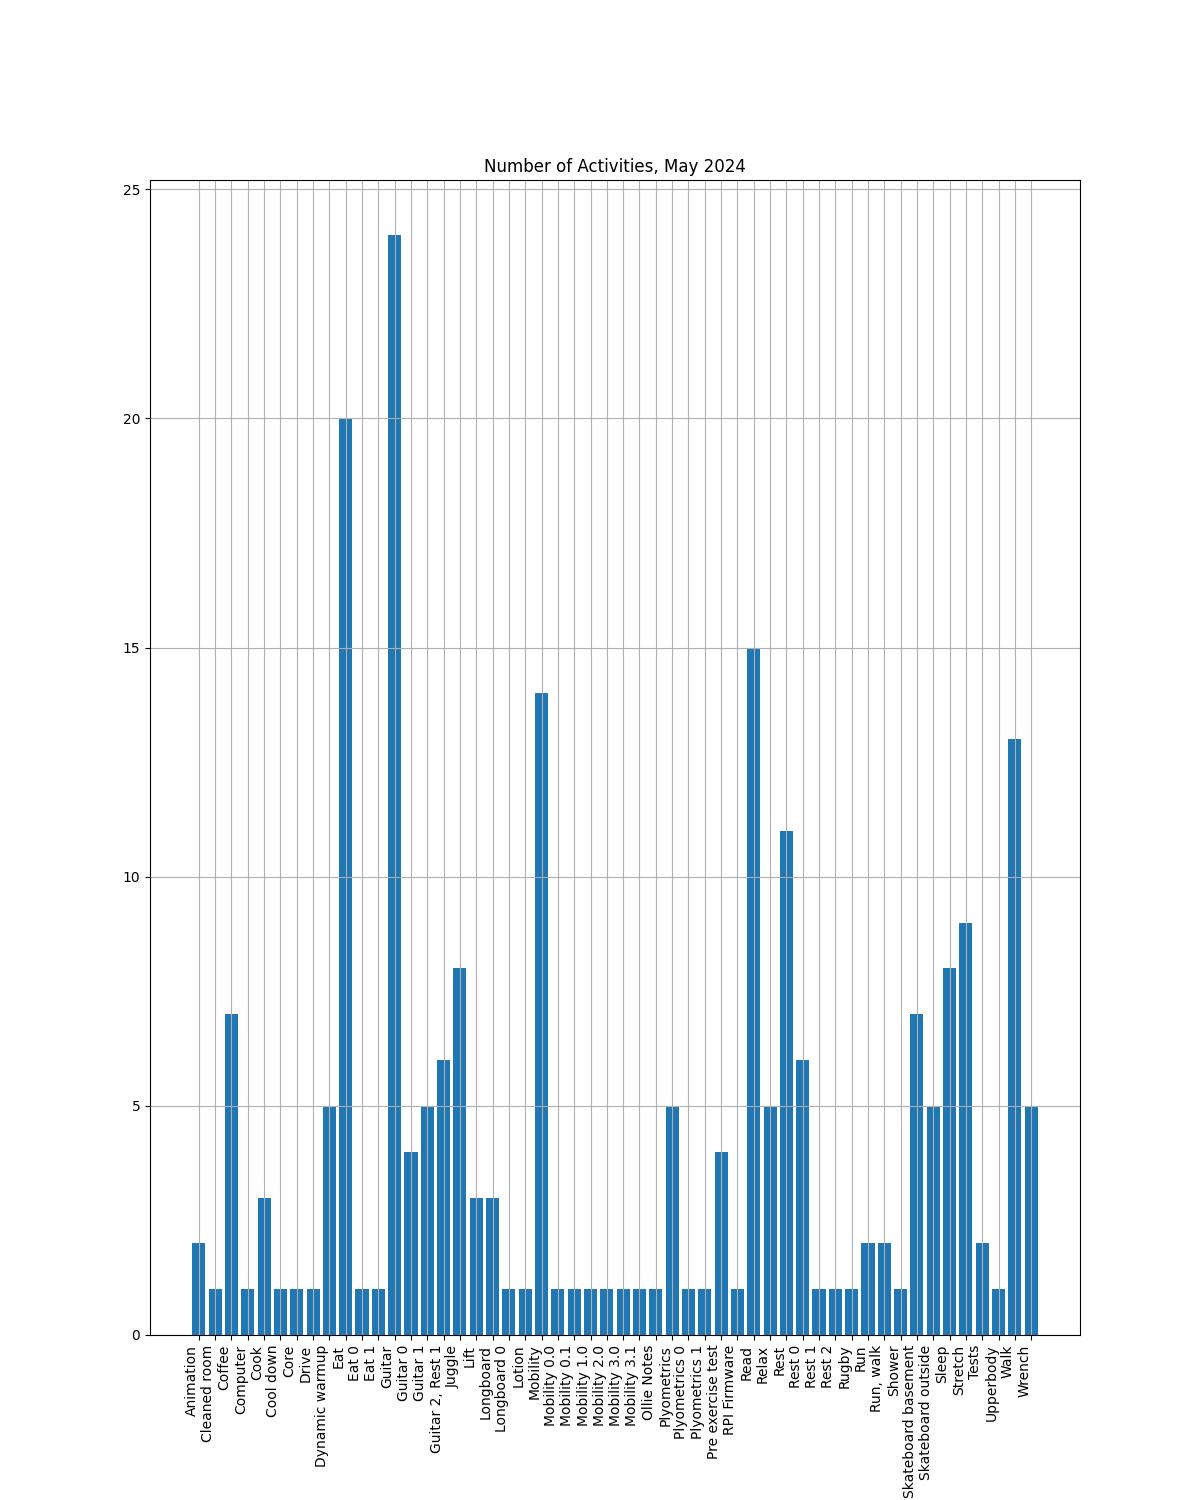 Number of Activities, May 2024
25
20
15
10
5
0
Animation
Cleaned room
Coffee
Computer
Cook
Cool down
Core
Drive
Dynamic warmup
Eat
Eat 0
Eat 1
Guitar
Guitar 0
Guitar 1
Guitar 2, Rest 1
Juggle
Lift
Longboard
Longboard 0
Lotion
Mobility
Mobility 0.0
Mobility 0.1
Mobility 1.0
Mobility 2.0
Mobility 3.0
Mobility 3.1
Ollie Notes
Plyometrics
Plyometrics 0
Plyometrics 1
Pre exercise test
RPI Firmware
Read
Relax
Rest
Rest 0
Rest 1
Rest 2
Rugby
Run
Run, walk
Shower
Skateboard basement
Skateboard outside
Sleep
Stretch
Tests
Upperbody
Walk
Wrench